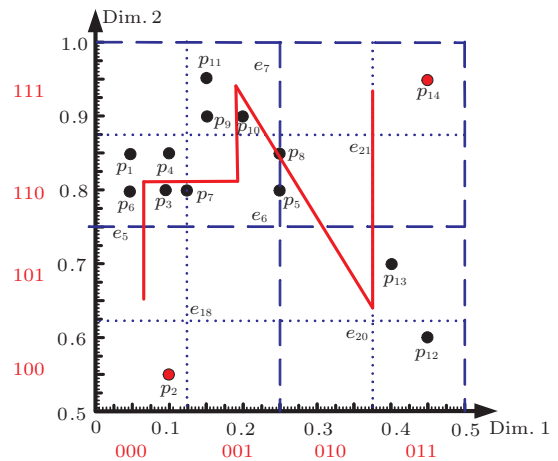 Dim. 2
1.0
p11
e7
111
p14
0.9
p9
p10
p1
p4
p8
e21
110
0.8
p6
p3
p7
p5
e5
e6
101
0.7
p13
e18
e20
0.6
p12
100
p2
0.5
Dim. 1
0
0.1
0.2
0.3
0.4
0.5
000
001
010
011